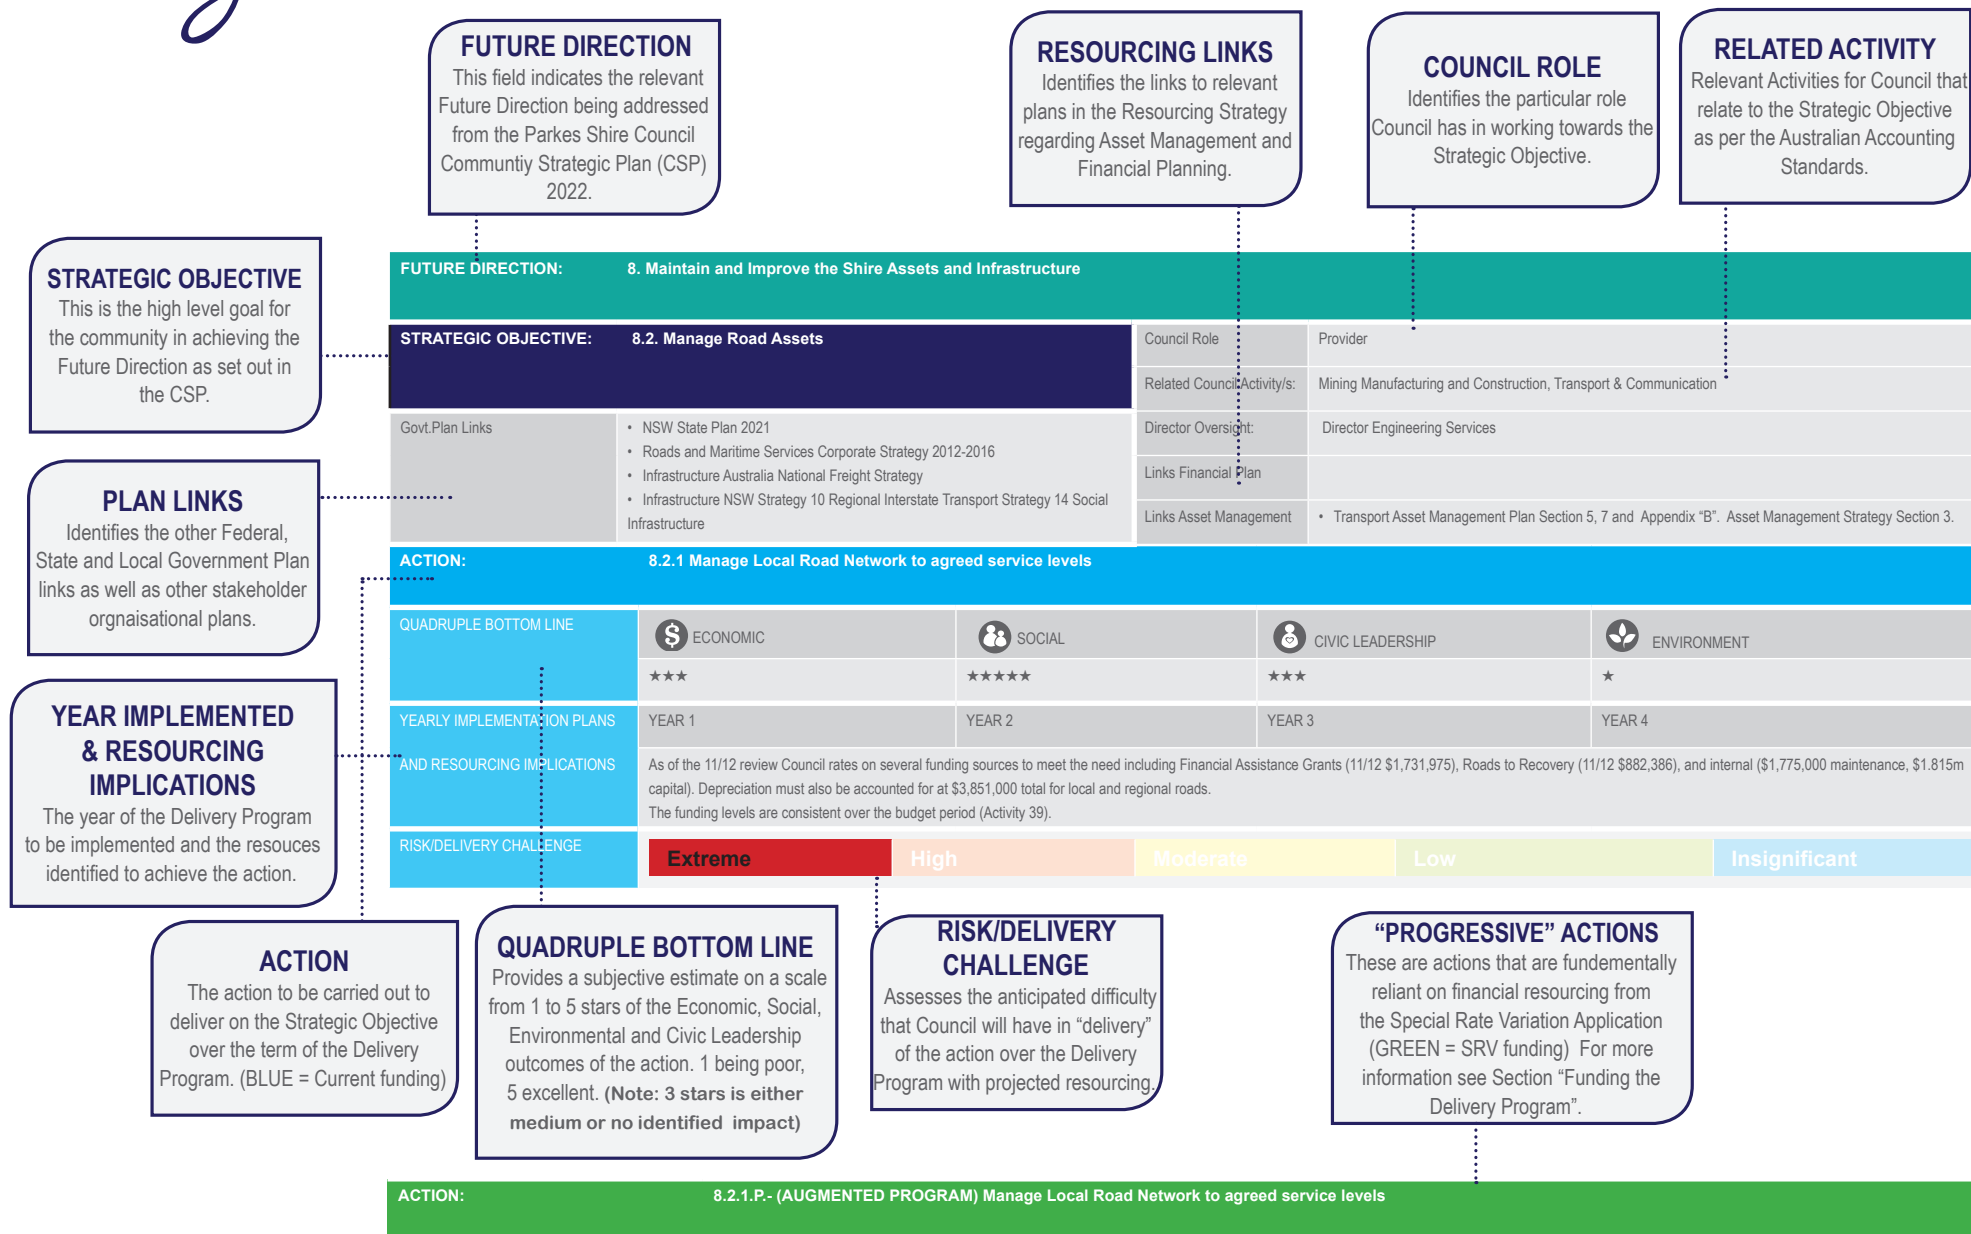 FUTURE DIRECTION
This field indicates the relevant
Future Direction being addressed
from the Parkes Shire Council
Communtiy Strategic Plan (CSP)
2022.
RESOURCING LINKS
Identifies the links to relevant
plans in the Resourcing Strategy
regarding Asset Management and
Financial Planning.
COUNCIL ROLE
Identifies the particular role
Council has in working towards the
Strategic Objective.
RELATED ACTIVITY
Relevant Activities for Council that
relate to the Strategic Objective
as per the Australian Accounting
Standards.
STRATEGIC OBJECTIVE
This is the high level goal for
the community in achieving the
Future Direction as set out in
the CSP.
PLAN LINKS
Identifies the other Federal,
State and Local Government Plan
links as well as other stakeholder
orgnaisational plans.
YEAR IMPLEMENTED
& RESOURCING
IMPLICATIONS
The year of the Delivery Program
to be implemented and the resouces
identified to achieve the action.
FUTURE DIRECTION: 8. Maintain and Improve the Shire Assets and Infrastructure
STRATEGIC OBJECTIVE: 8.2. Manage Road Assets
Council Role Provider
Related Council Activity/s: Mining Manufacturing and Construction, Transport & Communication
Govt.Plan Links
• NSW State Plan 2021
• Roads and Maritime Services Corporate Strategy 2012-2016
• Infrastructure Australia National Freight Strategy
• Infrastructure NSW Strategy 10 Regional Interstate Transport Strategy 14 Social
Infrastructure
Director Oversight: Director Engineering Services
Links Financial Plan
Links Asset Management • Transport Asset Management Plan Section 5, 7 and Appendix “B”. Asset Management Strategy Section 3.
ACTION: 8.2.1 Manage Local Road Network to agreed service levels
QUADRUPLE BOTTOM LINE $ ECONOMIC SOCIAL CIVIC LEADERSHIP ENVIRONMENT
★★★ ★★★★★ ★★★ ★
YEARLY IMPLEMENTATION PLANS YEAR 1 YEAR 2 YEAR 3 YEAR 4
AND RESOURCING IMPLICATIONS
As of the 11/12 review Council rates on several funding sources to meet the need including Financial Assistance Grants (11/12 $1,731,975), Roads to Recovery (11/12 $882,386), and internal ($1,775,000 maintenance, $1.815m
capital). Depreciation must also be accounted for at $3,851,000 total for local and regional roads.
The funding levels are consistent over the budget period (Activity 39).
RISK/DELIVERY CHALLENGE Extreme High Moderate Low Insignificant
ACTION
The action to be carried out to
deliver on the Strategic Objective
over the term of the Delivery
Program. (BLUE = Current funding)
QUADRUPLE BOTTOM LINE
Provides a subjective estimate on a scale
from 1 to 5 stars of the Economic, Social,
Environmental and Civic Leadership
outcomes of the action. 1 being poor,
5 excellent. (Note: 3 stars is either
medium or no identified impact)
RISK/DELIVERY
CHALLENGE
Assesses the anticipated difficulty
that Council will have in “delivery”
of the action over the Delivery
Program with projected resourcing.
“PROGRESSIVE” ACTIONS
These are actions that are fundementally
reliant on financial resourcing from
the Special Rate Variation Application
(GREEN = SRV funding) For more
information see Section “Funding the
Delivery Program”.
ACTION: 8.2.1.P.- (AUGMENTED PROGRAM) Manage Local Road Network to agreed service levels